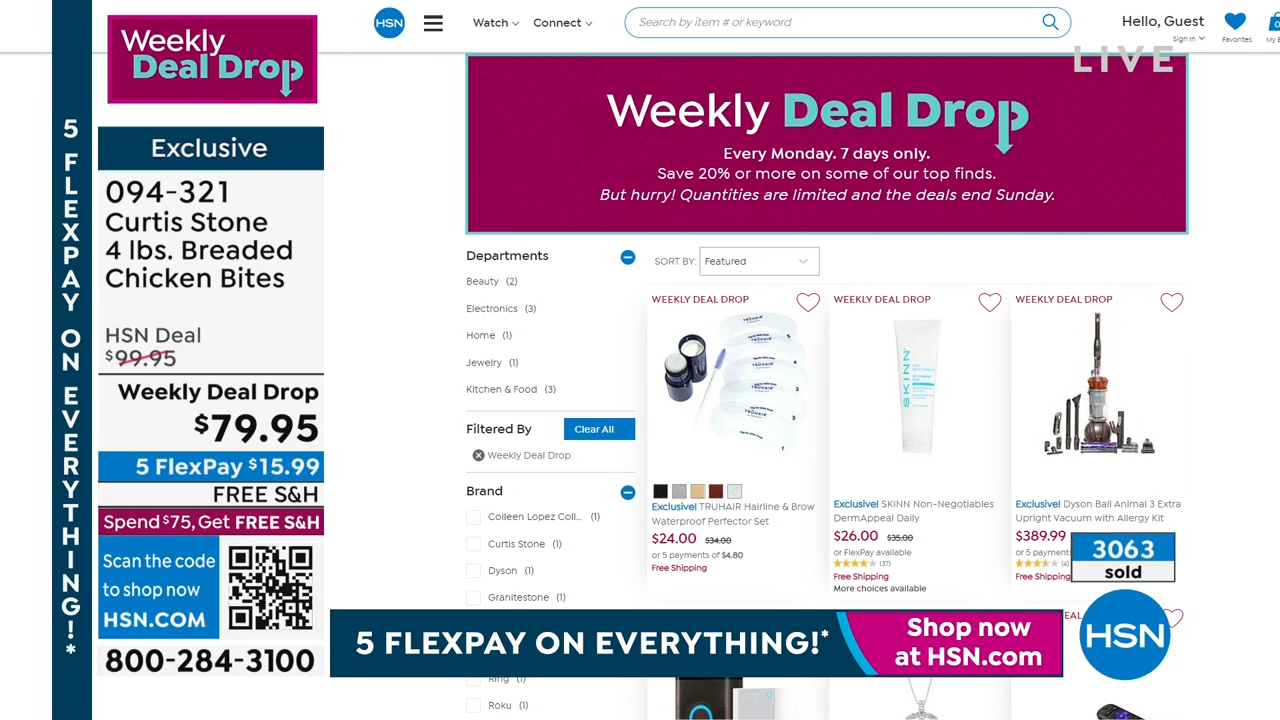 5 FLEXPAY ON EVERYTHING!*
Weekly
Deal Drop
Exclusive
094-321
Curtis Stone
4 lbs. Breaded
Chicken Bites
HSN Deal
$99.95
Weekly Deal Drop
$79.95
5 FlexPay $15.99
FREE S&H
Spend $75, Get FREE S&H
Scan the code
to shop now
HSN.COM
800-284-3100
HSN
Watch
Connect
Search by item # or keyword
Hello, Guest
Sign In
Favorites
LIVE
Weekly Deal Drop
Every Monday. 7 days only.
Save 20% or more on some of our top finds.
But hurry! Quantities are limited and the deals end Sunday.
Departments
Beauty (2)
Electronics (3)
Home (1)
Jewelry (1)
Kitchen & Food (3)
Filtered By
Clear All
Weekly Deal Drop
Brand
Colleen Lopez Coll... (1)
Curtis Stone (1)
Dyson (1)
Granitestone (1)
Ring (1)
Roku (1)
SORT BY: Featured
WEEKLY DEAL DROP
TRUHAIR
Exclusive! TRUHAIR Hairline & Brow
Waterproof Perfector Set
$24.00 $34.00
or 5 payments of $4.80
Free Shipping
WEEKLY DEAL DROP
SKINN
Exclusive! SKINN Non-Negotiables
DermAppeal Daily
$26.00 $35.00
or FlexPay available
(37)
Free Shipping
More choices available
WEEKLY DEAL DROP
Exclusive! Dyson Ball Animal 3 Extra
Upright Vacuum with Allergy Kit
$389.99
or 5 payments
Free Shipping
3063
sold
5 FLEXPAY ON EVERYTHING!*
Shop now
at HSN.com
HSN